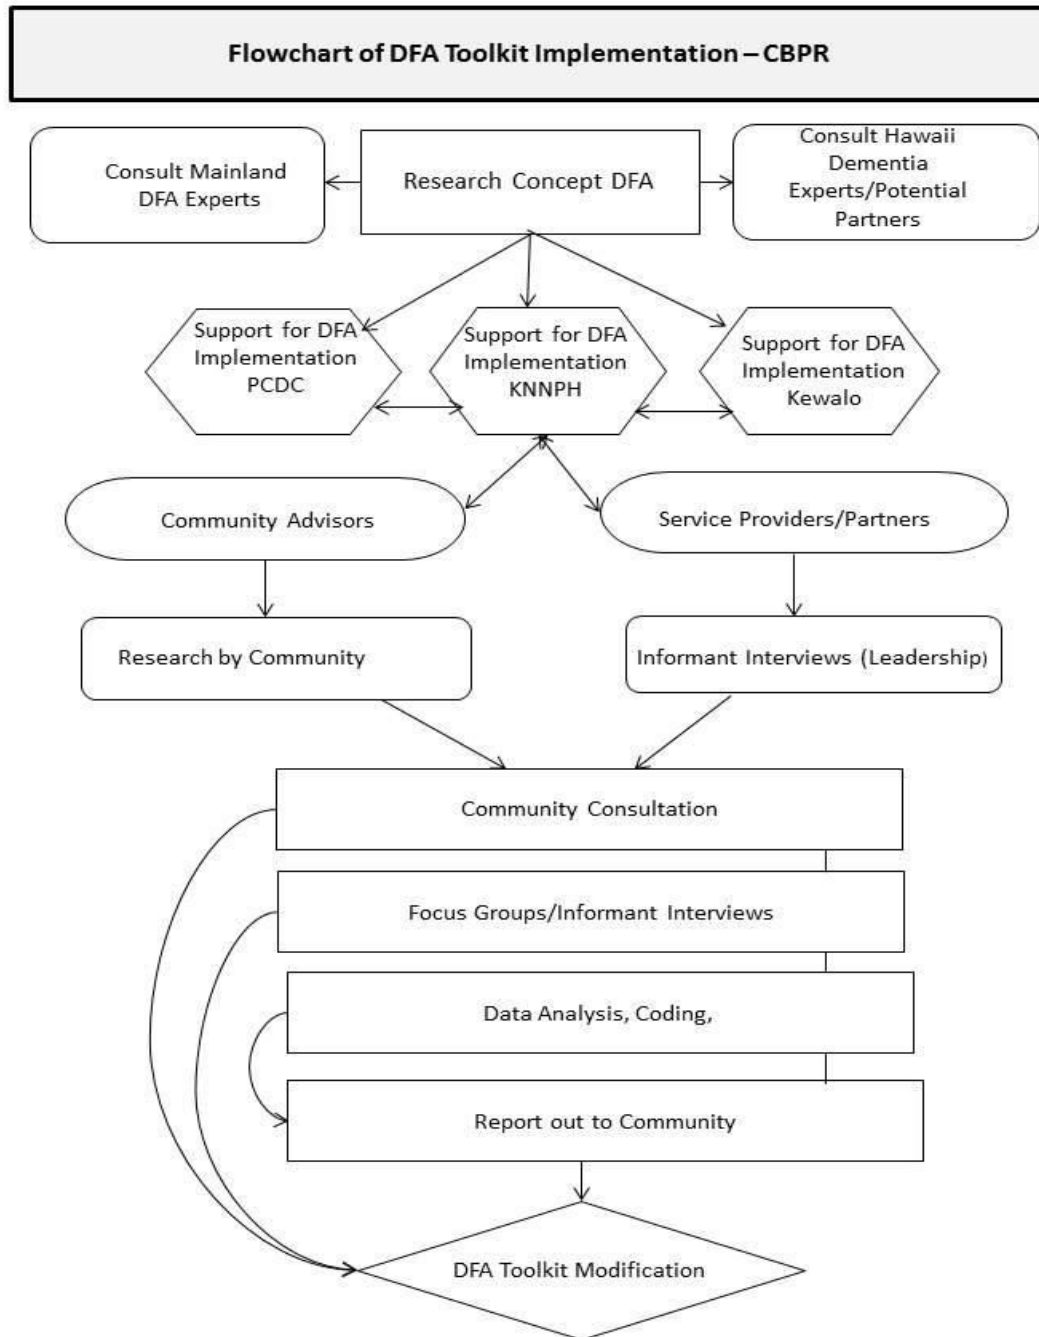 Flowchart of DFA Toolkit Implementation – CBPR
Consult Mainland
DFA Experts
Research Concept DFA
Consult Hawaii
Dementia
Experts/Potential
Partners
Support for DFA
Implementation
PCDC
Support for DFA
Implementation
KNNPH
Support for DFA
Implementation
Kewalo
Community Advisors
Service Providers/Partners
Research by Community
Informant Interviews (Leadership)
Community Consultation
Focus Groups/Informant Interviews
Data Analysis, Coding,
Report out to Community
DFA Toolkit Modification